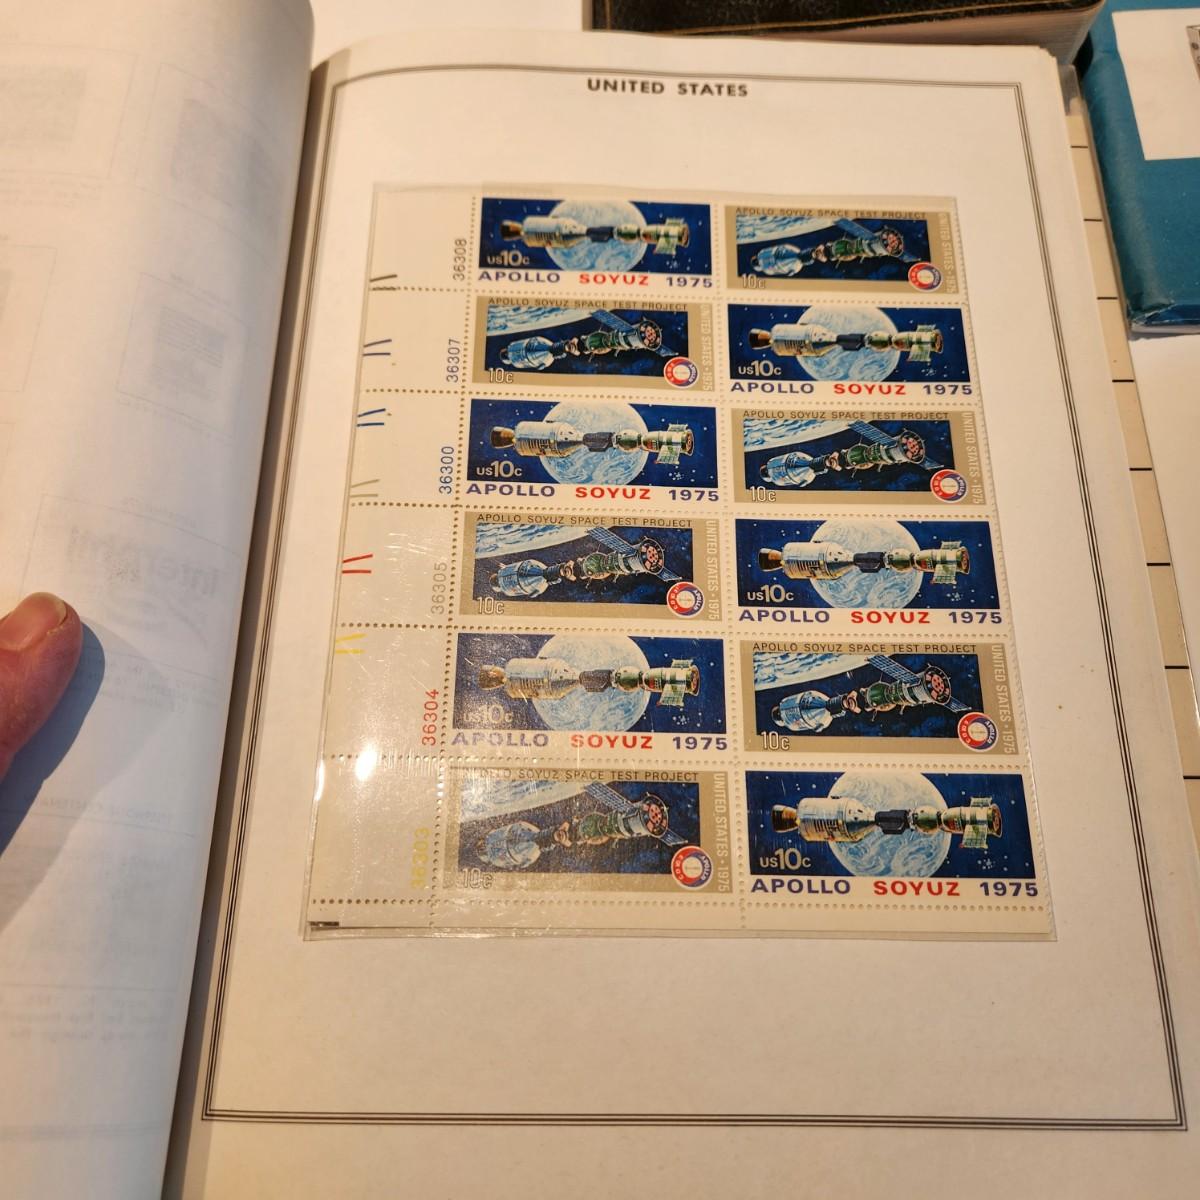 UNITED STATES
36308
US10c
APOLLO SOYUZ 1975
APOLLO SOYUZ SPACE TEST PROJECT
UNITED STATES · 1975
10c
36307
APOLLO SOYUZ SPACE TEST PROJECT
UNITED STATES · 1975
10c
US10c
APOLLO SOYUZ 1975
36300
US10c
APOLLO SOYUZ 1975
APOLLO SOYUZ SPACE TEST PROJECT
UNITED STATES · 1975
10c
36305
APOLLO SOYUZ SPACE TEST PROJECT
UNITED STATES · 1975
10c
US10c
APOLLO SOYUZ 1975
36304
US10c
APOLLO SOYUZ 1975
APOLLO SOYUZ SPACE TEST PROJECT
UNITED STATES · 1975
10c
36303
APOLLO SOYUZ SPACE TEST PROJECT
UNITED STATES · 1975
10c
US10c
APOLLO SOYUZ 1975